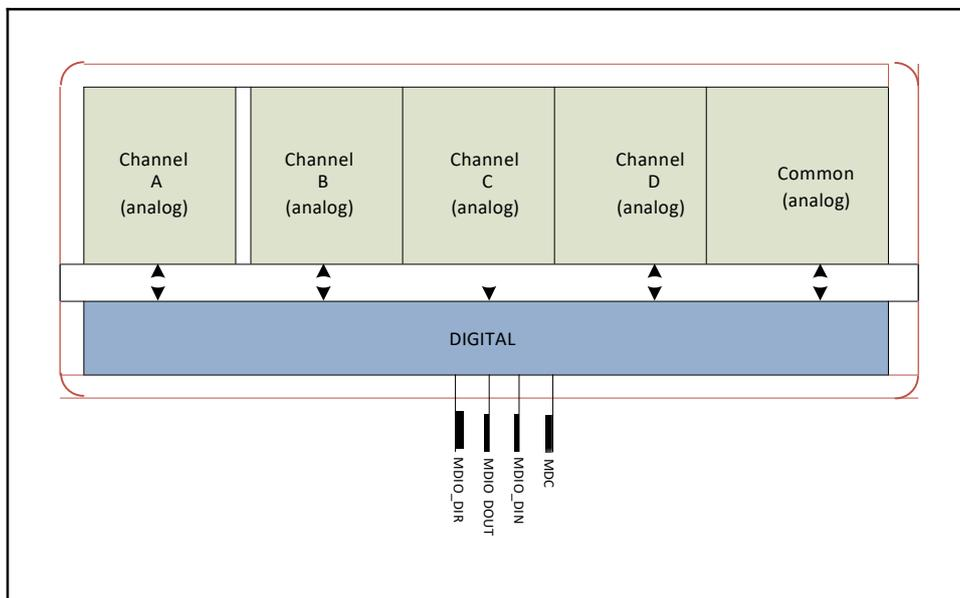 Channel
A
(analog)
Channel
B
(analog)
Channel
C
(analog)
Channel
D
(analog)
Common
(analog)
DIGITAL
MDIO_DIR
MDIO DOUT
MDIO_DIN
MDC